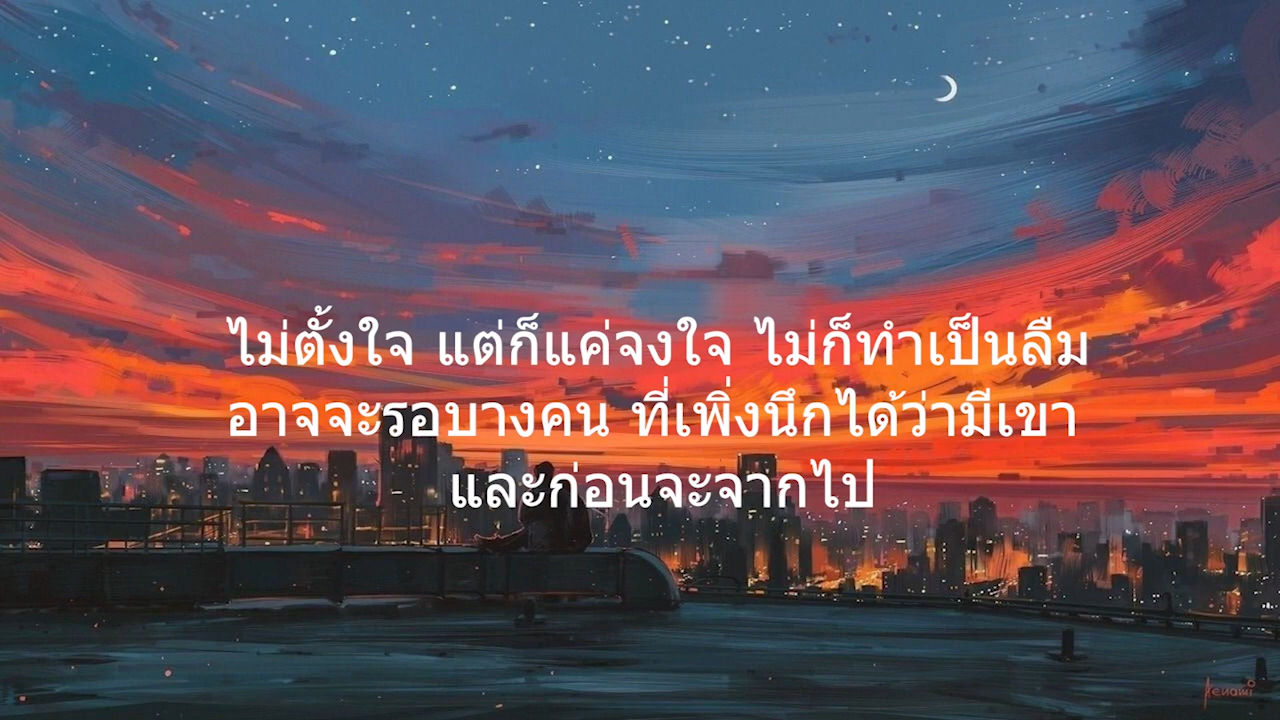 ไม่ตั้งใจ แต่ก็แค่จงใจ ไม่ก็ทำเป็นลืม
อาจจะรอบางคน ที่เพิ่งนึกได้ว่ามีเขา
และก่อนจะจากไป
Aenami